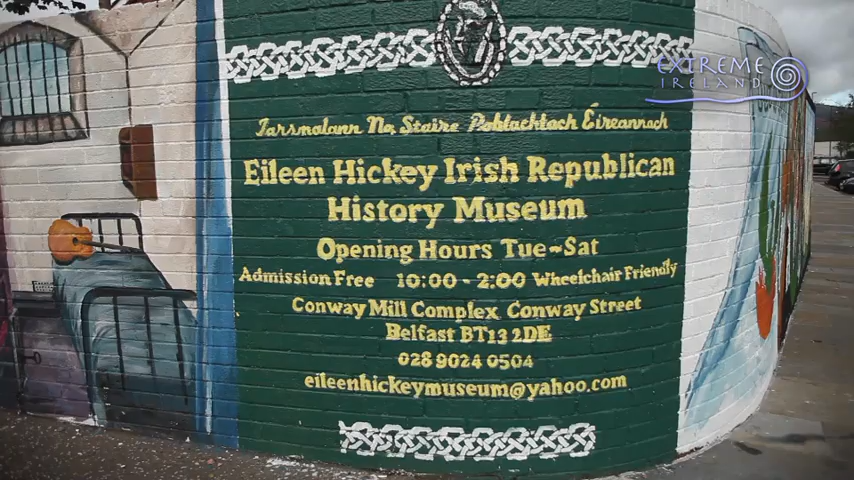 EXTREME
IRELAND
Iarsmalann Na Staire Poblachtach Éireannach
Eileen Hickey Irish Republican
History Museum
Opening Hours Tue~Sat
Admission Free 10:00 - 2:00 Wheelchair Friendly
Conway Mill Complex Conway Street
Belfast BT13 2DE
028 9024 0504
eileenhickeymuseum@yahoo.com